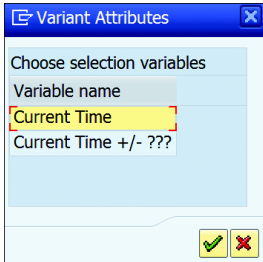 Variant Attributes
Choose selection variables
Variable name
Current Time
Current Time +/- ???